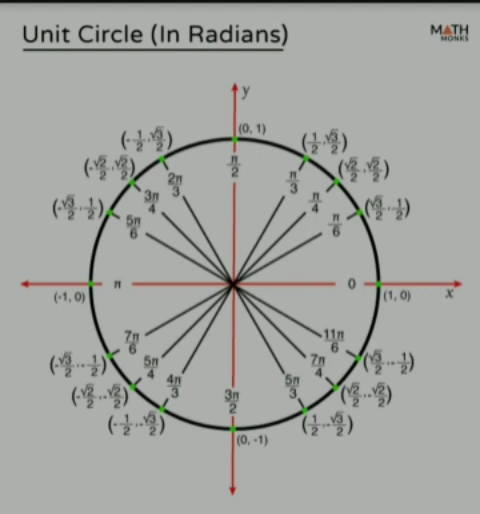 Unit Circle (In Radians)
MATH
MONKS
y
(0, 1)
(-1/2, √3/2)
(1/2, √3/2)
(-√2/2, √2/2)
(√2/2, √2/2)
(-√3/2, 1/2)
(√3/2, 1/2)
π/2
2π/3
π/3
3π/4
π/4
5π/6
π/6
π
0
(-1, 0)
(1, 0)
x
7π/6
11π/6
5π/4
7π/4
4π/3
5π/3
3π/2
(-√3/2, -1/2)
(√3/2, -1/2)
(-√2/2, -√2/2)
(√2/2, -√2/2)
(-1/2, -√3/2)
(1/2, -√3/2)
(0, -1)